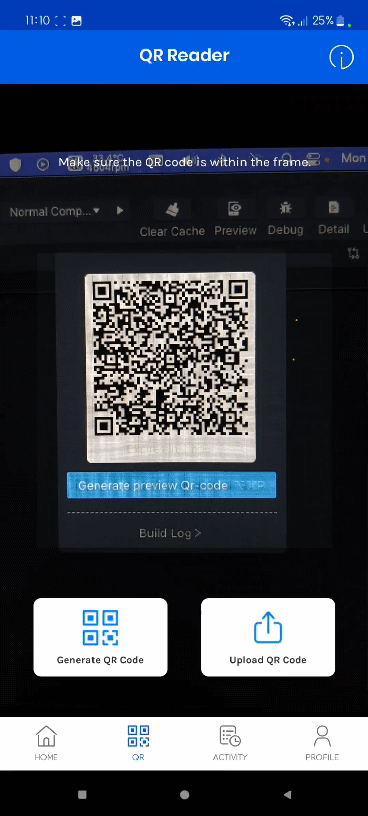 11:10
25%
QR Reader
Make sure the QR code is within the frame.
Mon
Normal Comp...
Clear Cache
Preview
Debug
Detail
Generate preview Qr-code
Build Log >
Generate QR Code
Upload QR Code
HOME
QR
ACTIVITY
PROFILE